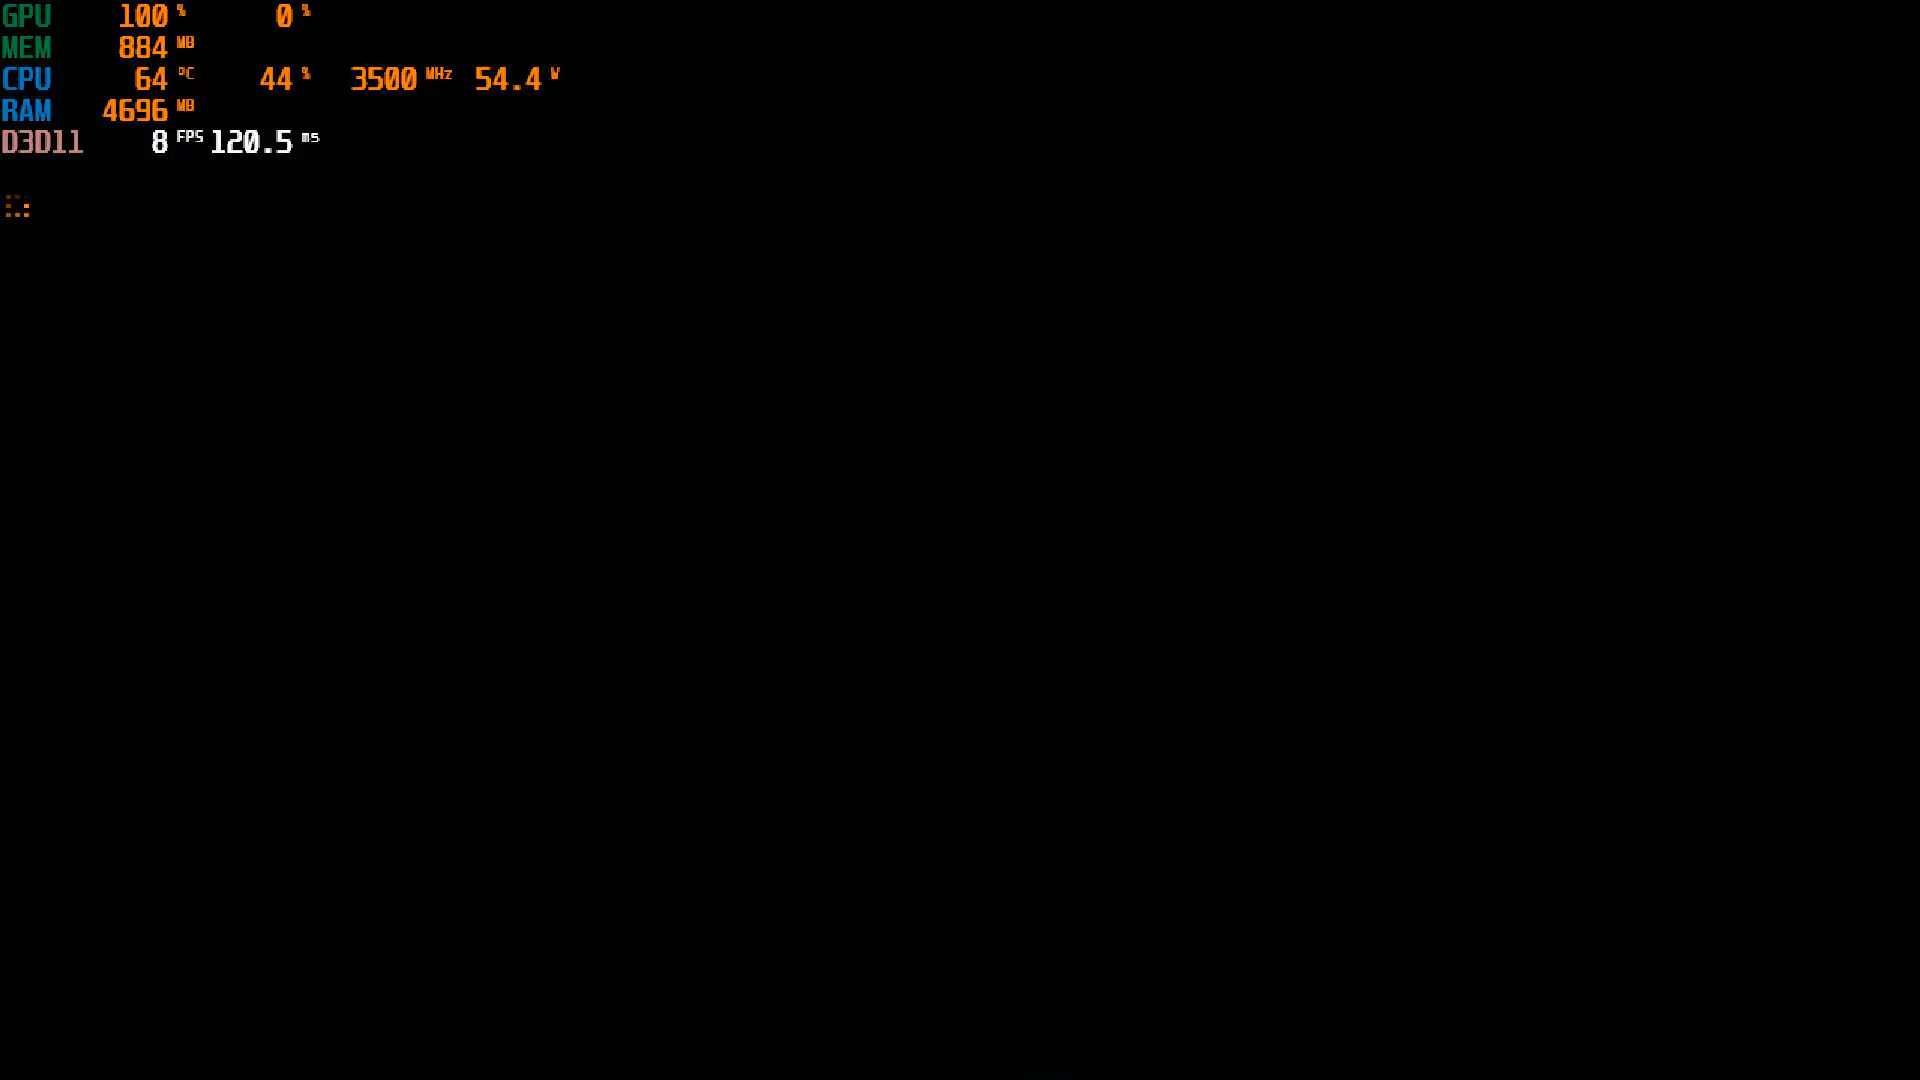 GPU 100 % 0 %
MEM 884 MB
CPU 64 °C 44 % 3500 MHz 54.4 W
RAM 4696 MB
D3D11 8 FPS 120.5 ms